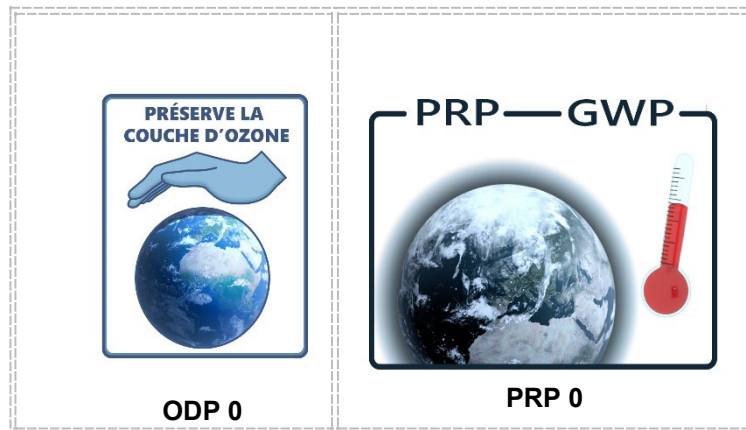 PRÉSERVE LA
COUCHE D'OZONE
ODP 0
PRP GWP
PRP 0